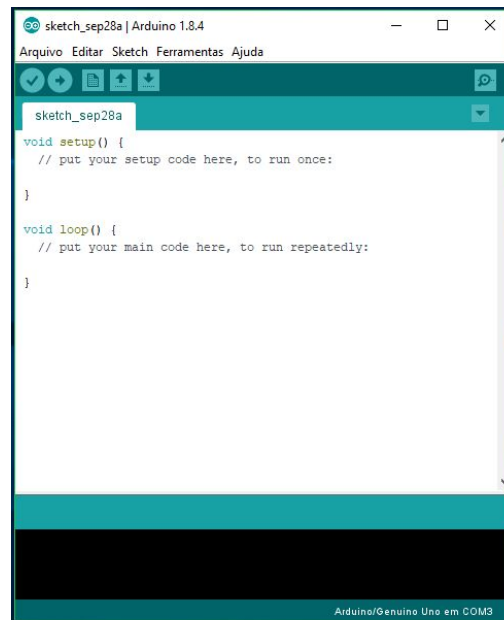 sketch_sep28a | Arduino 1.8.4
Arquivo Editar Sketch Ferramentas Ajuda
sketch_sep28a
void setup() {
  // put your setup code here, to run once:
}
void loop() {
  // put your main code here, to run repeatedly:
}
Arduino/Genuino Uno em COM3